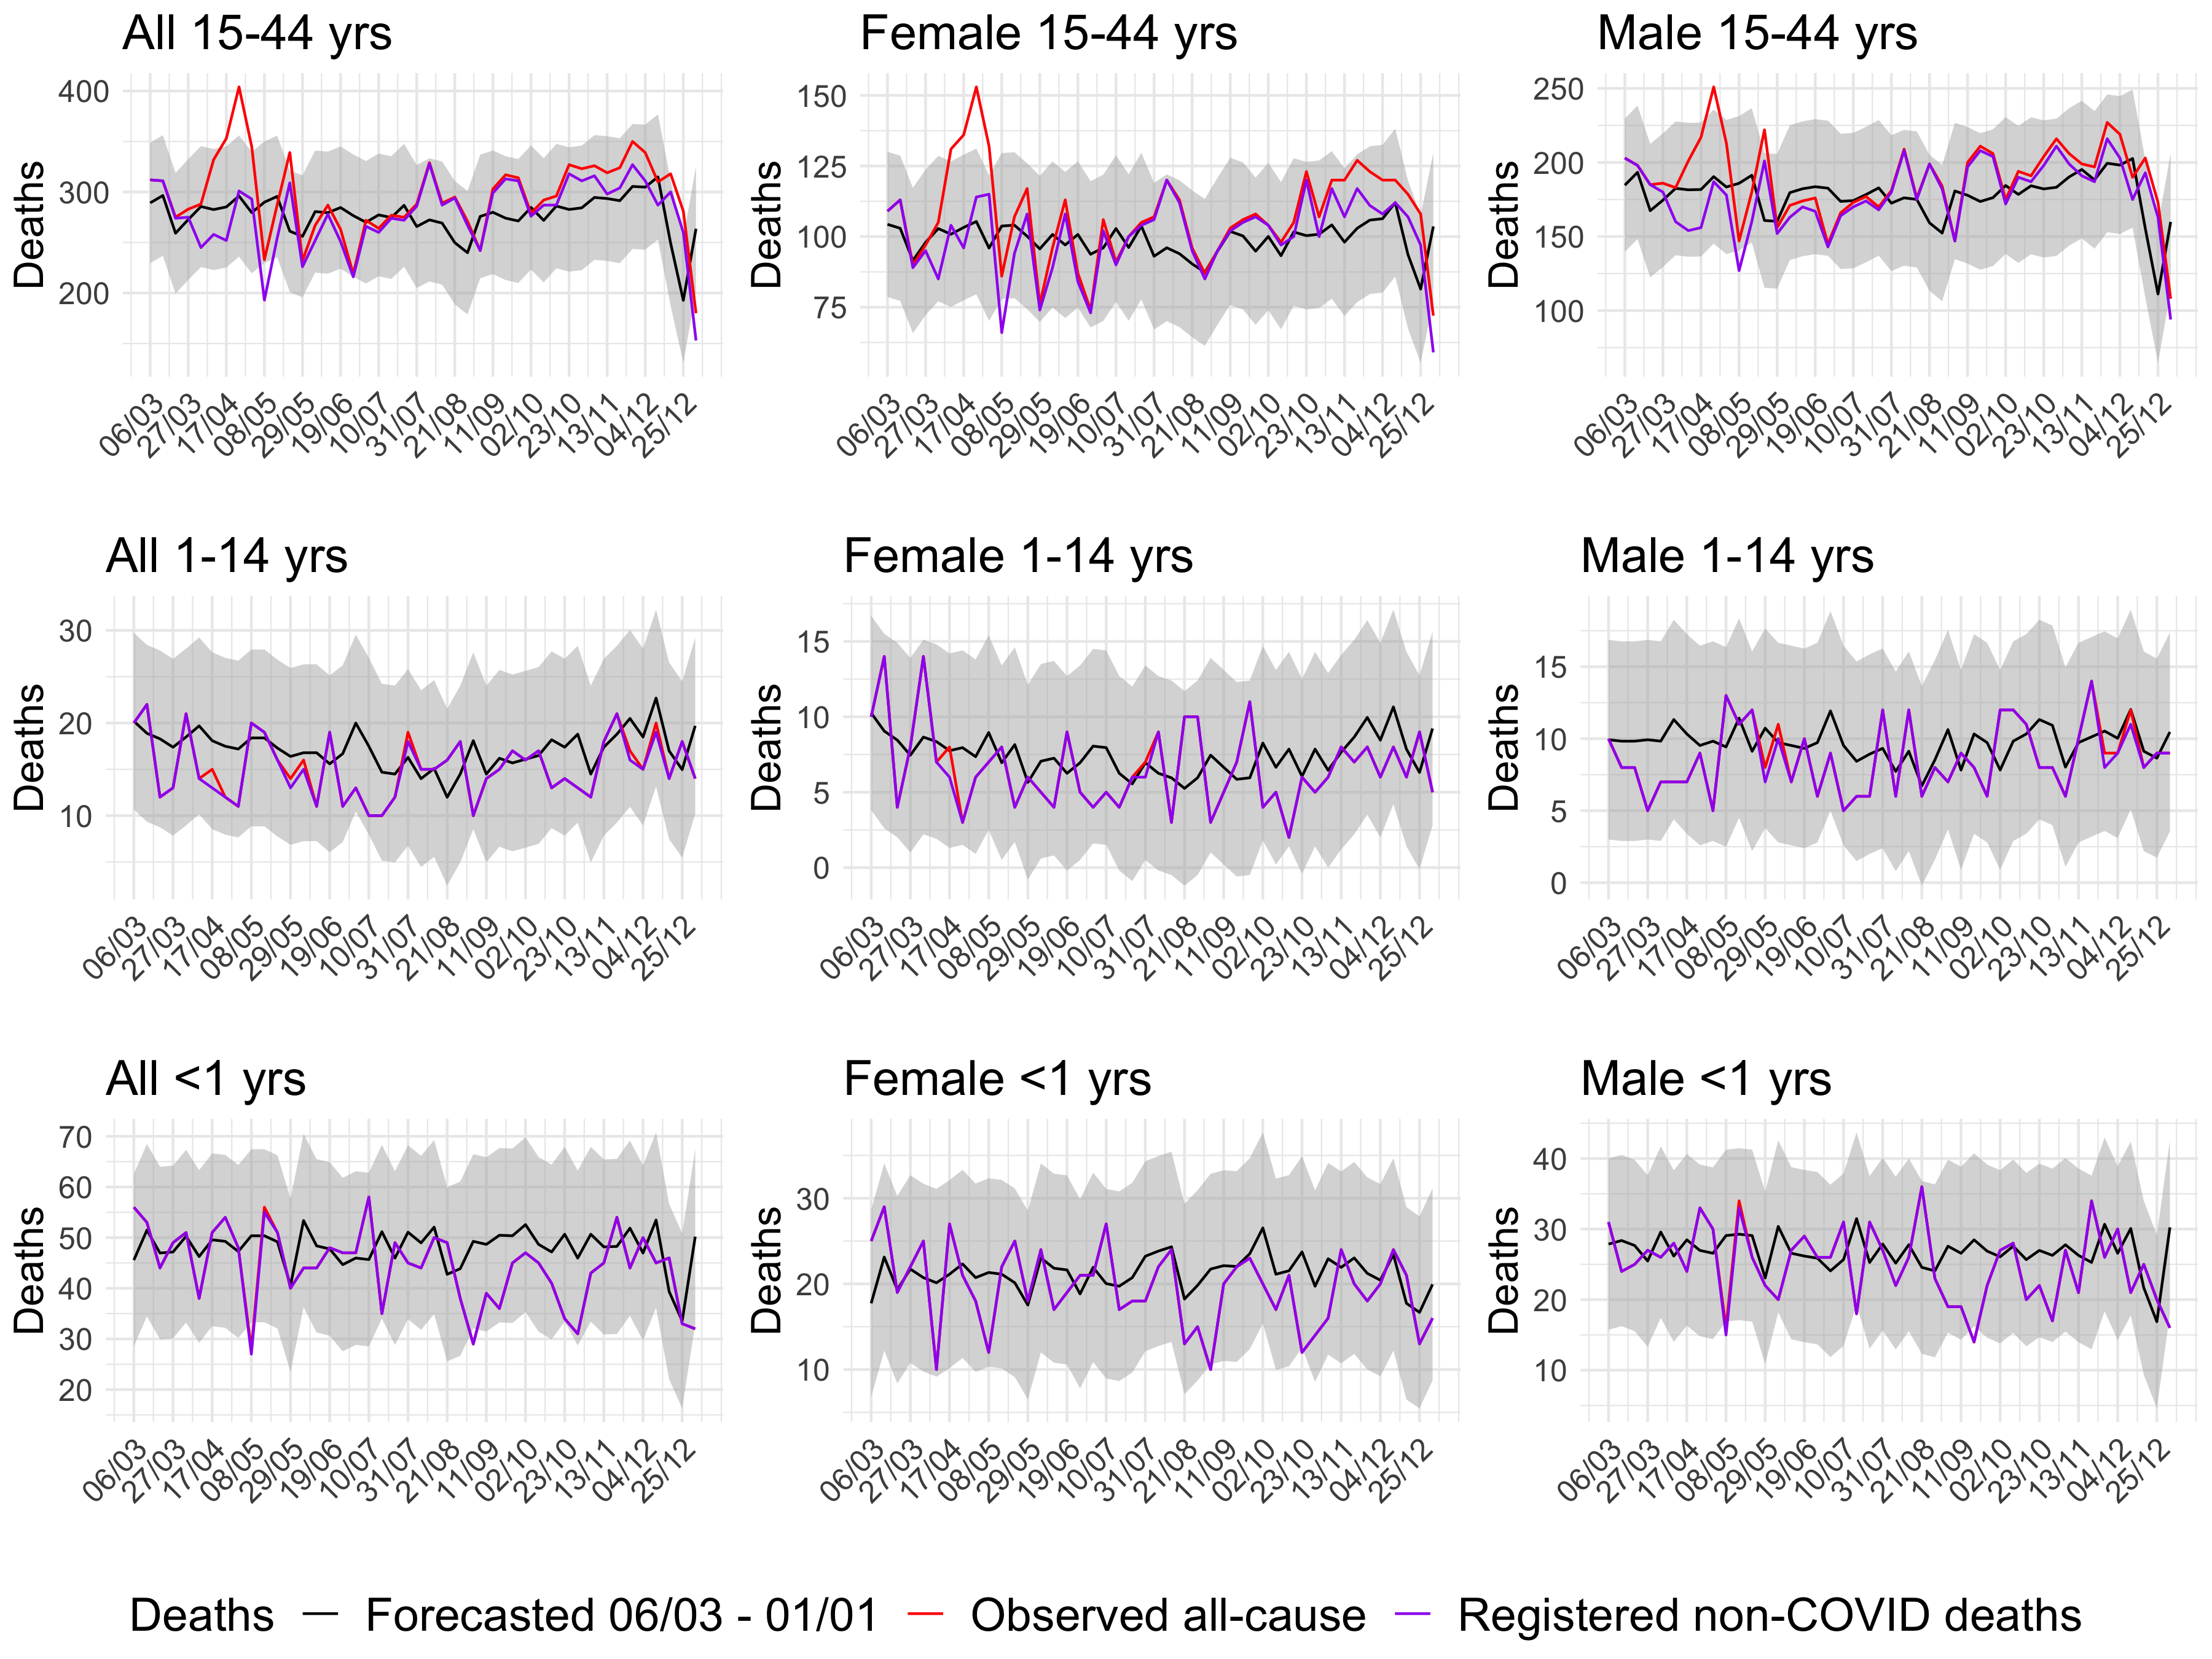 All 15-44 yrs
Deaths
400
300
200
06/03 27/03 17/04 08/05 29/05 19/06 10/07 31/07 21/08 11/09 02/10 23/10 13/11 04/12 25/12
Female 15-44 yrs
Deaths
150
125
100
75
06/03 27/03 17/04 08/05 29/05 19/06 10/07 31/07 21/08 11/09 02/10 23/10 13/11 04/12 25/12
Male 15-44 yrs
Deaths
250
200
150
100
06/03 27/03 17/04 08/05 29/05 19/06 10/07 31/07 21/08 11/09 02/10 23/10 13/11 04/12 25/12
All 1-14 yrs
Deaths
30
20
10
06/03 27/03 17/04 08/05 29/05 19/06 10/07 31/07 21/08 11/09 02/10 23/10 13/11 04/12 25/12
Female 1-14 yrs
Deaths
15
10
5
0
06/03 27/03 17/04 08/05 29/05 19/06 10/07 31/07 21/08 11/09 02/10 23/10 13/11 04/12 25/12
Male 1-14 yrs
Deaths
15
10
5
0
06/03 27/03 17/04 08/05 29/05 19/06 10/07 31/07 21/08 11/09 02/10 23/10 13/11 04/12 25/12
All <1 yrs
Deaths
70
60
50
40
30
20
06/03 27/03 17/04 08/05 29/05 19/06 10/07 31/07 21/08 11/09 02/10 23/10 13/11 04/12 25/12
Female <1 yrs
Deaths
30
20
10
06/03 27/03 17/04 08/05 29/05 19/06 10/07 31/07 21/08 11/09 02/10 23/10 13/11 04/12 25/12
Male <1 yrs
Deaths
40
30
20
10
06/03 27/03 17/04 08/05 29/05 19/06 10/07 31/07 21/08 11/09 02/10 23/10 13/11 04/12 25/12
Deaths Forecasted 06/03 - 01/01 Observed all-cause Registered non-COVID deaths